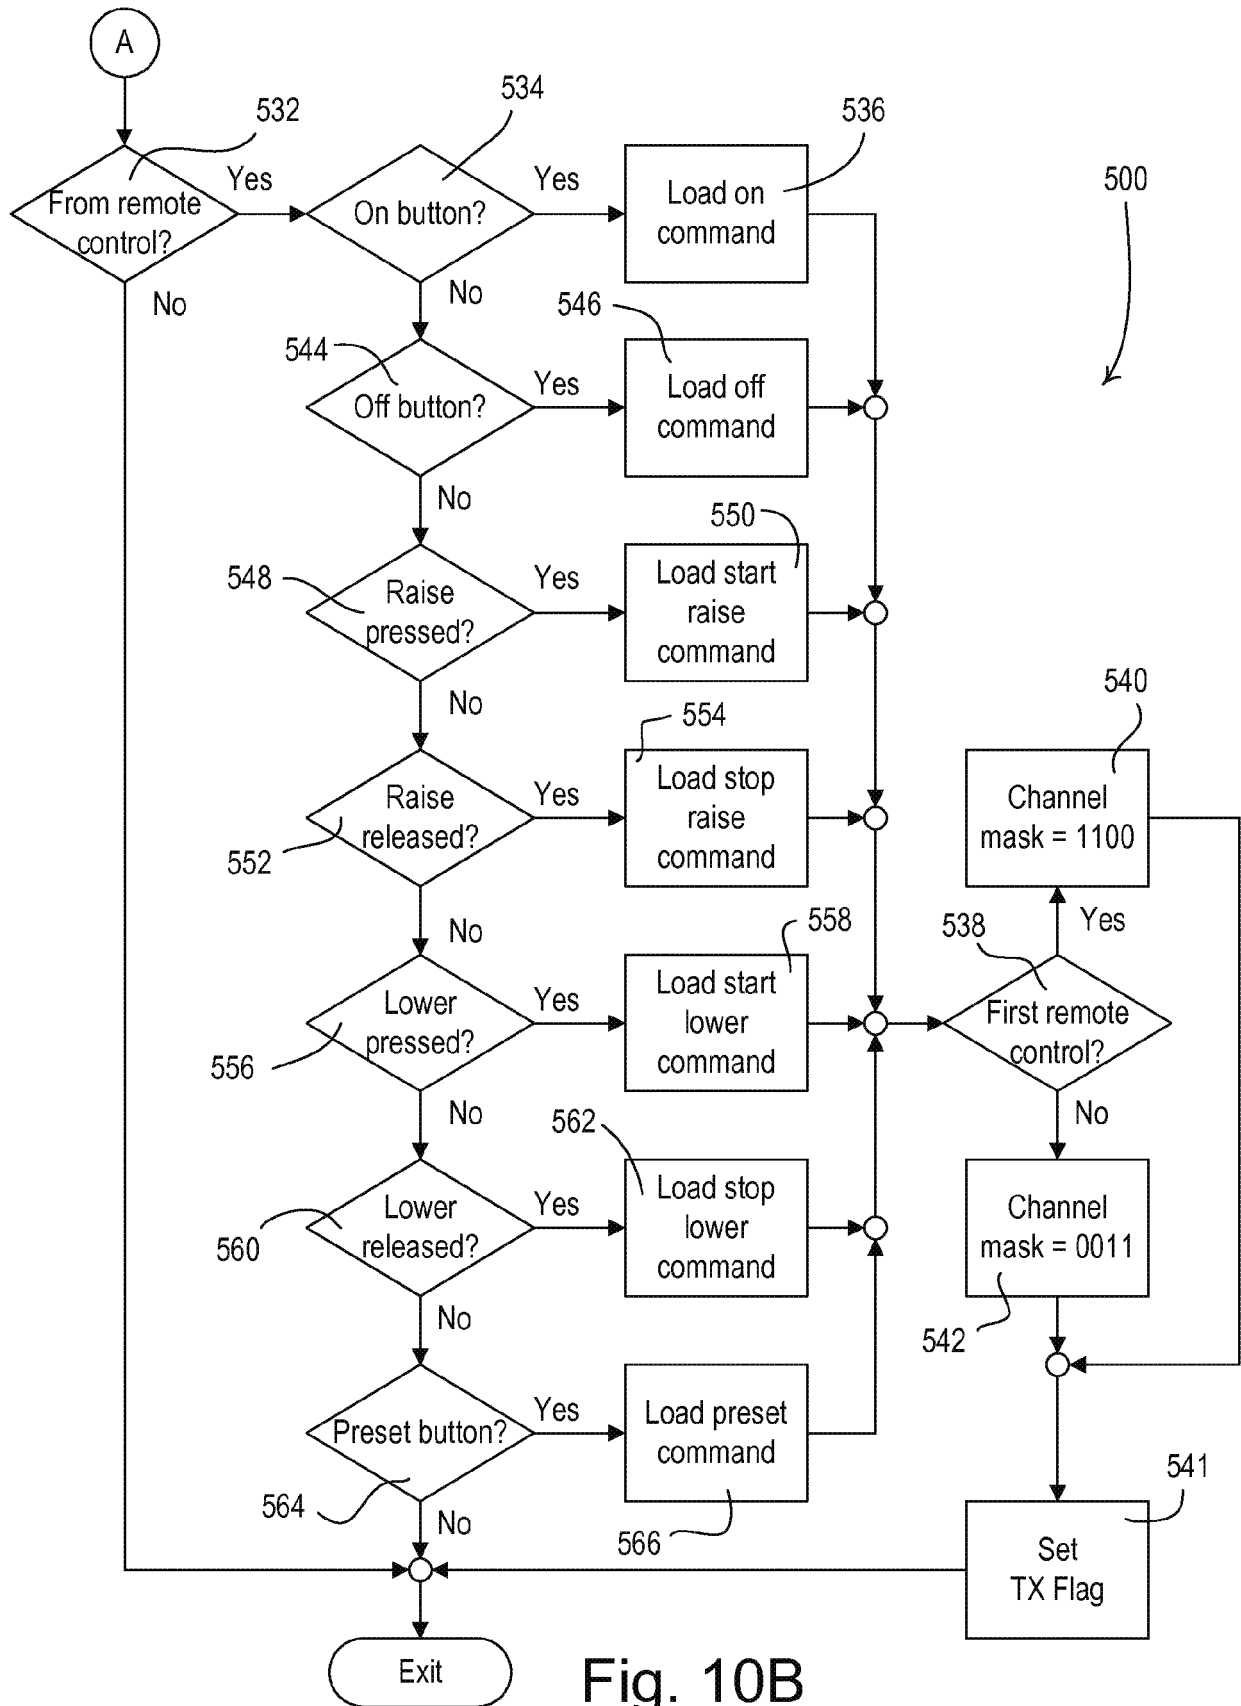 A
532
534
536
500
From remote
control?
Yes
On button?
Yes
Load on
command
No
No
544
546
Off button?
Yes
Load off
command
No
548
550
Raise
pressed?
Yes
Load start
raise
command
No
540
554
Raise
released?
Yes
Load stop
raise
command
552
Channel
mask = 1100
No
558
538
Yes
Lower
pressed?
Yes
Load start
lower
command
First remote
control?
556
No
No
562
Lower
released?
Yes
Load stop
lower
command
560
Channel
mask = 0011
No
542
Preset button?
Yes
Load preset
command
564
No
566
541
Set
TX Flag
Exit
Fig. 10B